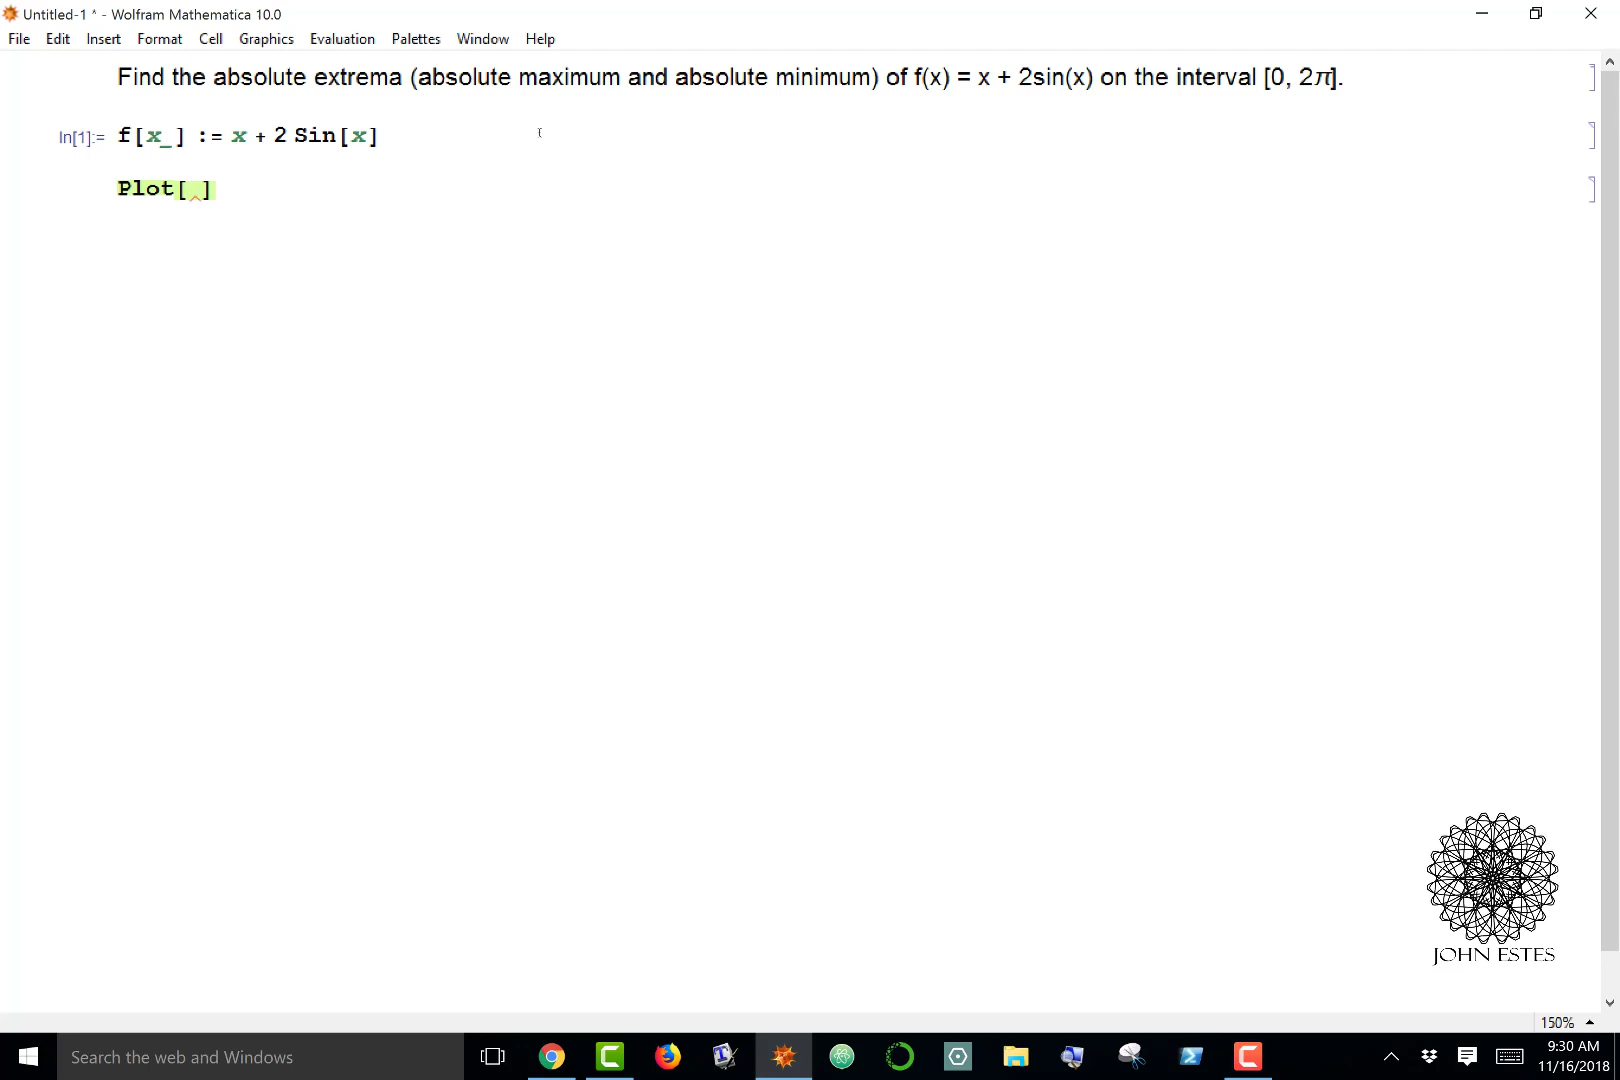 Untitled-1 * - Wolfram Mathematica 10.0
File Edit Insert Format Cell Graphics Evaluation Palettes Window Help
Find the absolute extrema (absolute maximum and absolute minimum) of f(x) = x + 2sin(x) on the interval [0, 2π].
In[1]:= f[x_] := x + 2 Sin[x]
Plot[ ]
JOHN ESTES
150%
Search the web and Windows
9:30 AM
11/16/2018